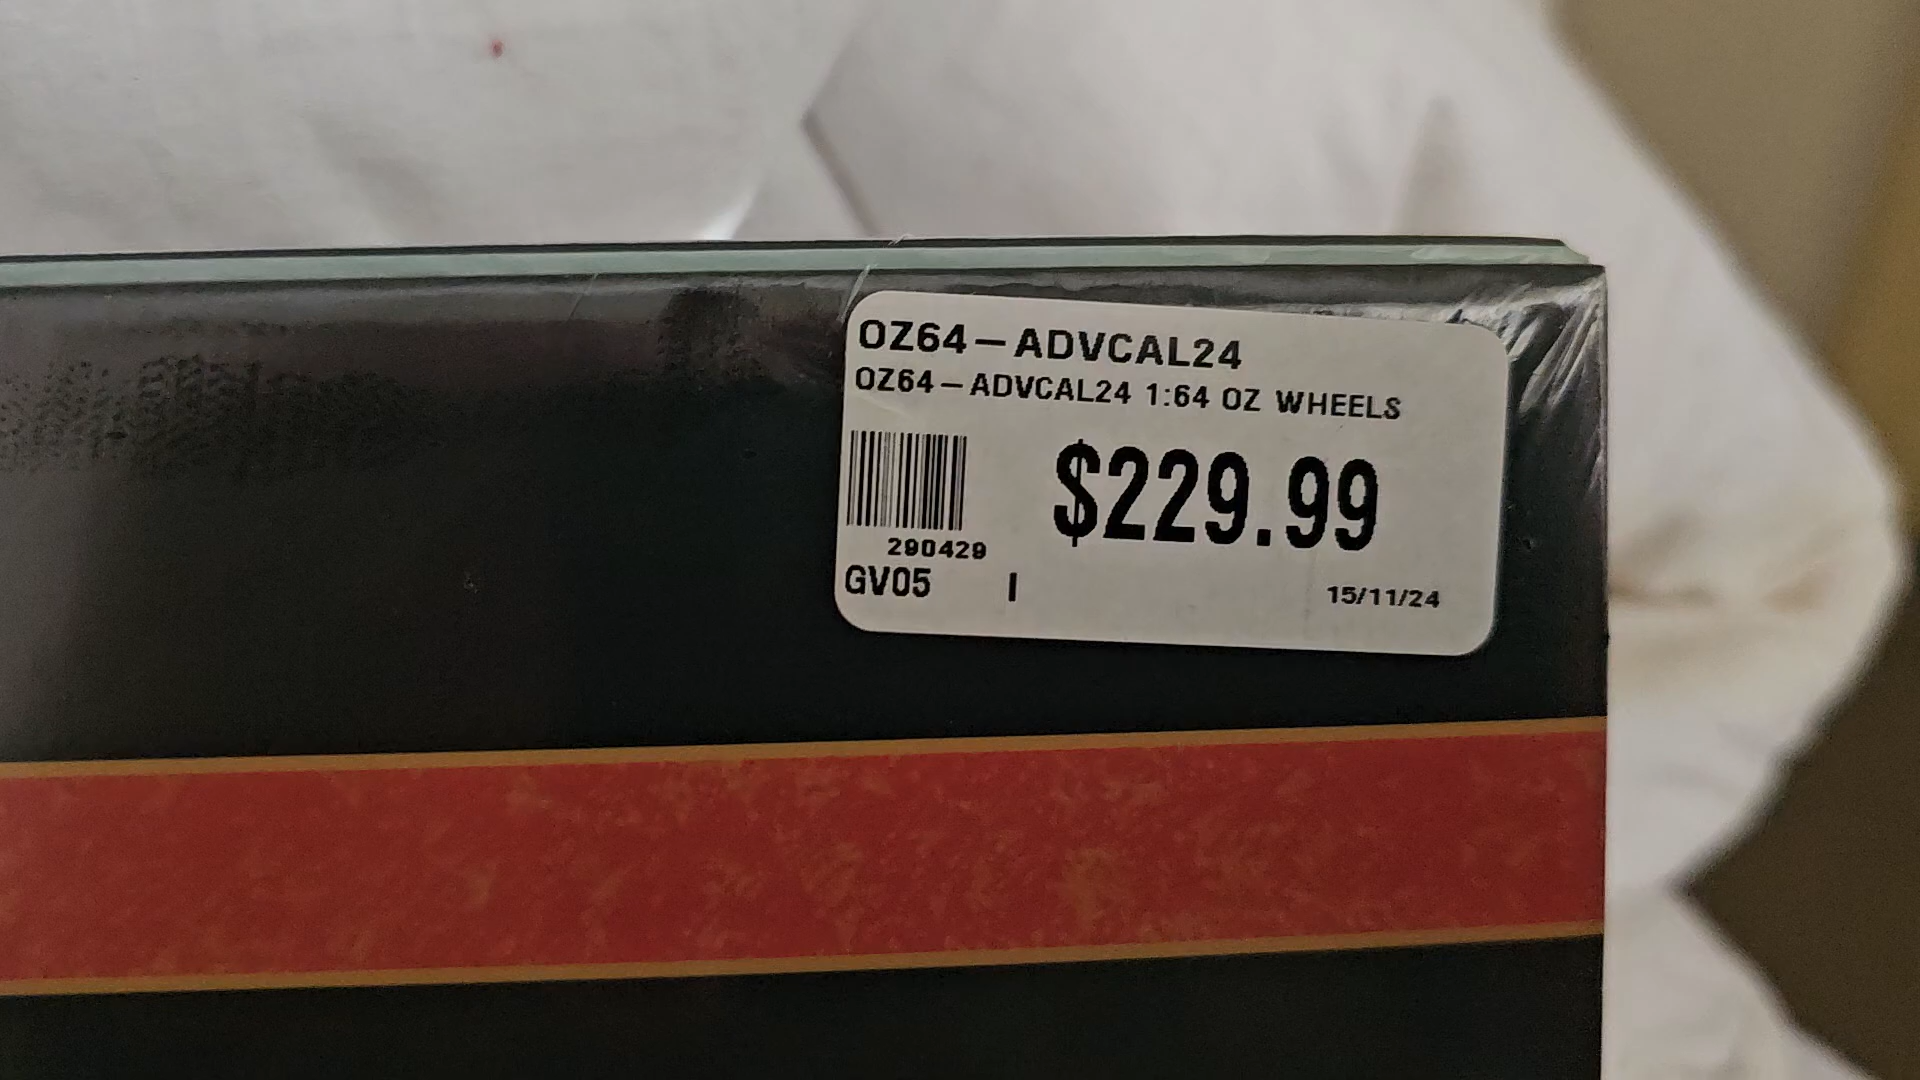 OZ64-ADVCAL24
OZ64-ADVCAL24 1:64 OZ WHEELS
$229.99
290429
GV05 I 15/11/24